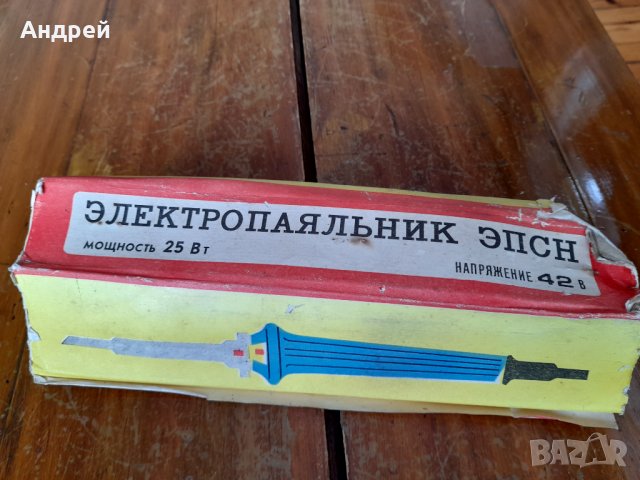 Андрей
ЭЛЕКТРОПАЯЛЬНИК ЭПСН
МОЩНОСТЬ 25 Вт
НАПРЯЖЕНИЕ 42 В
BAZAR